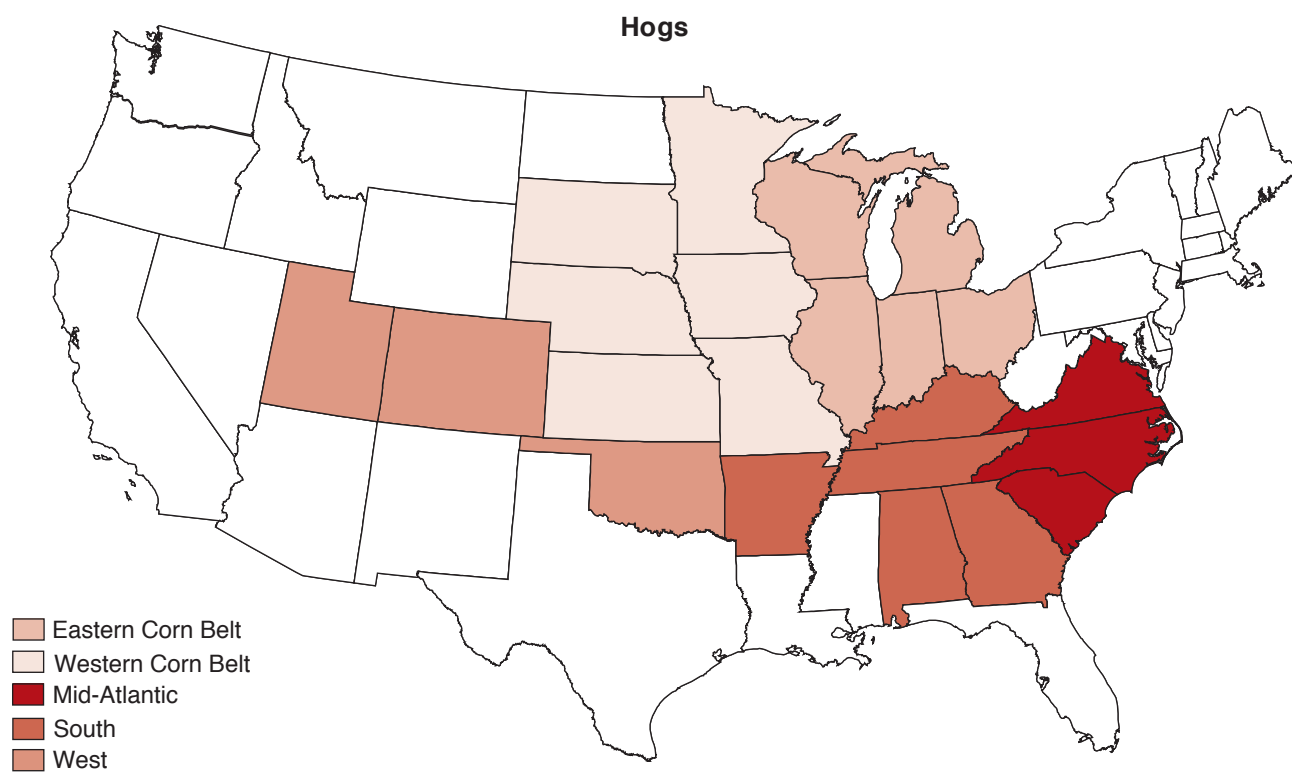 Hogs
Eastern Corn Belt
Western Corn Belt
Mid-Atlantic
South
West